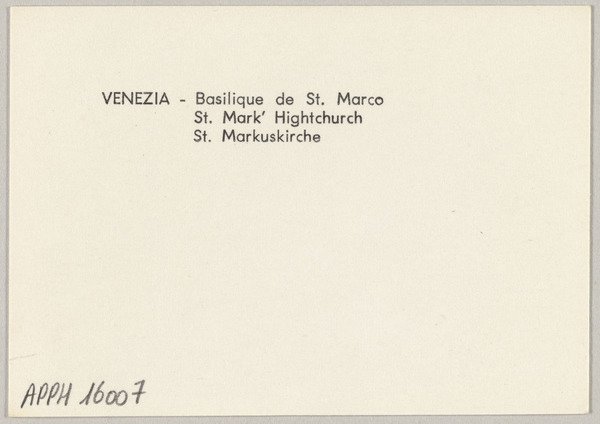 VENEZIA - Basilique de St. Marco
St. Mark' Hightchurch
St. Markuskirche
APPH 16007